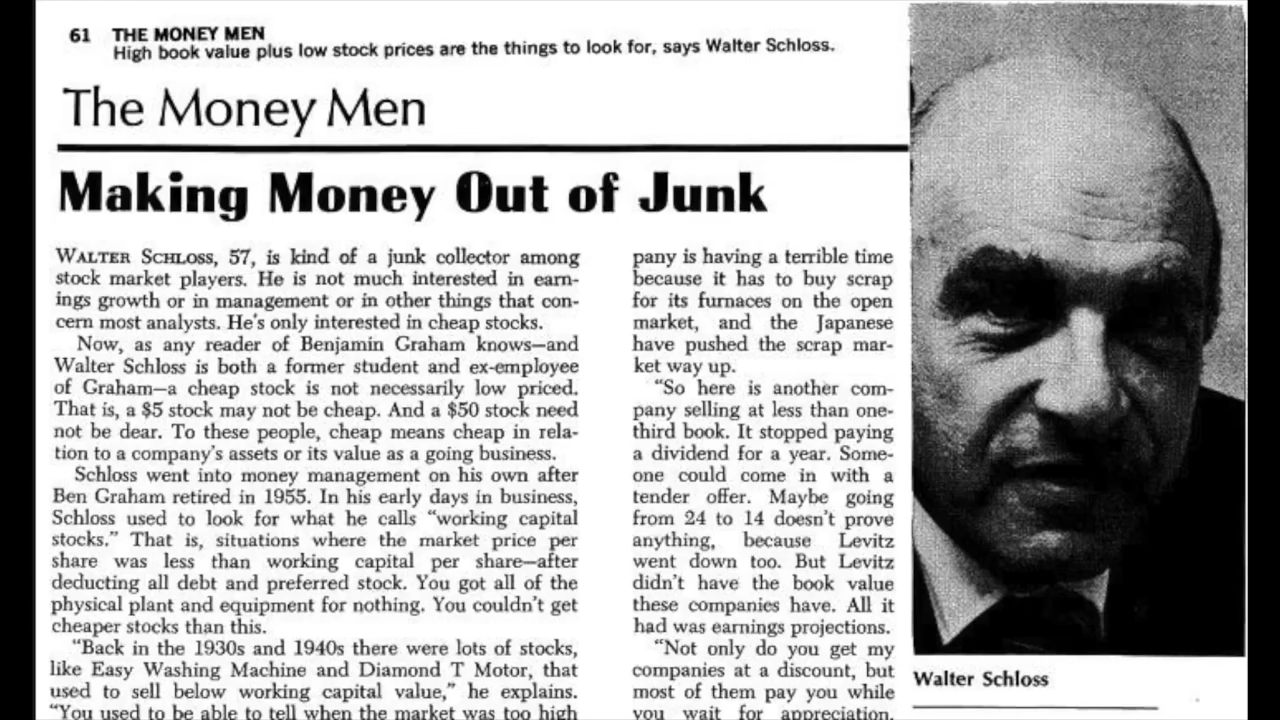 61 THE MONEY MEN
High book value plus low stock prices are the things to look for, says Walter Schloss.
The Money Men
Making Money Out of Junk
WALTER SCHLOSS, 57, is kind of a junk collector among
stock market players. He is not much interested in earn-
ings growth or in management or in other things that con-
cern most analysts. He's only interested in cheap stocks.
Now, as any reader of Benjamin Graham knows—and
Walter Schloss is both a former student and ex-employee
of Graham—a cheap stock is not necessarily low priced.
That is, a $5 stock may not be cheap. And a $50 stock need
not be dear. To these people, cheap means cheap in rela-
tion to a company's assets or its value as a going business.
Schloss went into money management on his own after
Ben Graham retired in 1955. In his early days in business,
Schloss used to look for what he calls "working capital
stocks." That is, situations where the market price per
share was less than working capital per share—after
deducting all debt and preferred stock. You got all of the
physical plant and equipment for nothing. You couldn't get
cheaper stocks than this.
"Back in the 1930s and 1940s there were lots of stocks,
like Easy Washing Machine and Diamond T Motor, that
used to sell below working capital value," he explains.
"You used to be able to tell when the market was too high
pany is having a terrible time
because it has to buy scrap
for its furnaces on the open
market, and the Japanese
have pushed the scrap mar-
ket way up.
"So here is another com-
pany selling at less than one-
third book. It stopped paying
a dividend for a year. Some-
one could come in with a
tender offer. Maybe going
from 24 to 14 doesn't prove
anything, because Levitz
went down too. But Levitz
didn't have the book value
these companies have. All it
had was earnings projections.
"Not only do you get my
companies at a discount, but
most of them pay you while
you wait for appreciation.
Walter Schloss